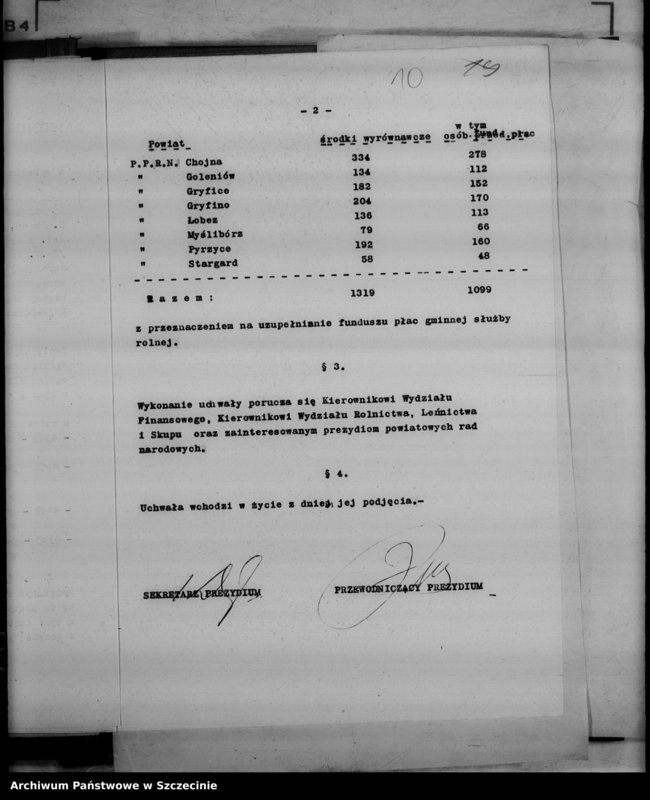 B4
10
- 2 -
w tym
Powiat środki wyrównawcze osob. fund. płac
P.P.R.N. Chojna 334 278
" Goleniów 134 112
" Gryfice 182 152
" Gryfino 204 170
" Łobez 136 113
" Myślibórz 79 66
" Pyrzyce 192 160
" Stargard 58 48
Razem: 1319 1099
z przeznaczeniem na uzupełnianie funduszu płac gminnej służby
rolnej.
§ 3.
Wykonanie uchwały porucza się Kierownikowi Wydziału
Finansowego, Kierownikowi Wydziału Rolnictwa, Leśnictwa
i Skupu oraz zainteresowanym prezydiom powiatowych rad
narodowych.
§ 4.
Uchwała wchodzi w życie z dniem jej podjęcia.-
SEKRETARZ PREZYDIUM PRZEWODNICZĄCY PREZYDIUM
Archiwum Państwowe w Szczecinie